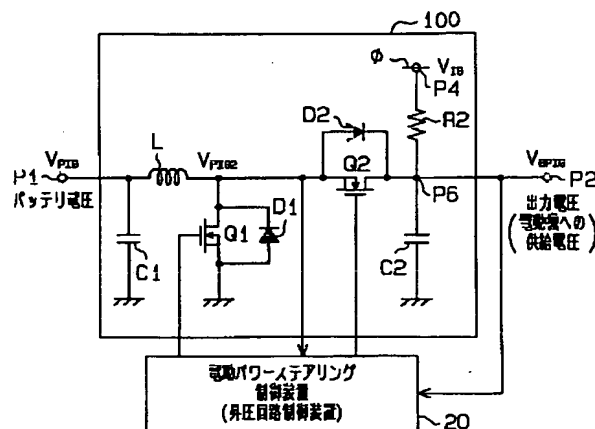 100
φ
V_IG
P4
D2
R2
V_PIG
L
V_PIG2
Q2
V_BPIG
P1
P6
P2
バッテリ電圧
出力電圧
(電動機への
供給電圧)
Q1
D1
C1
C2
電動パワーステアリング
制御装置
(昇圧回路制御装置)
20